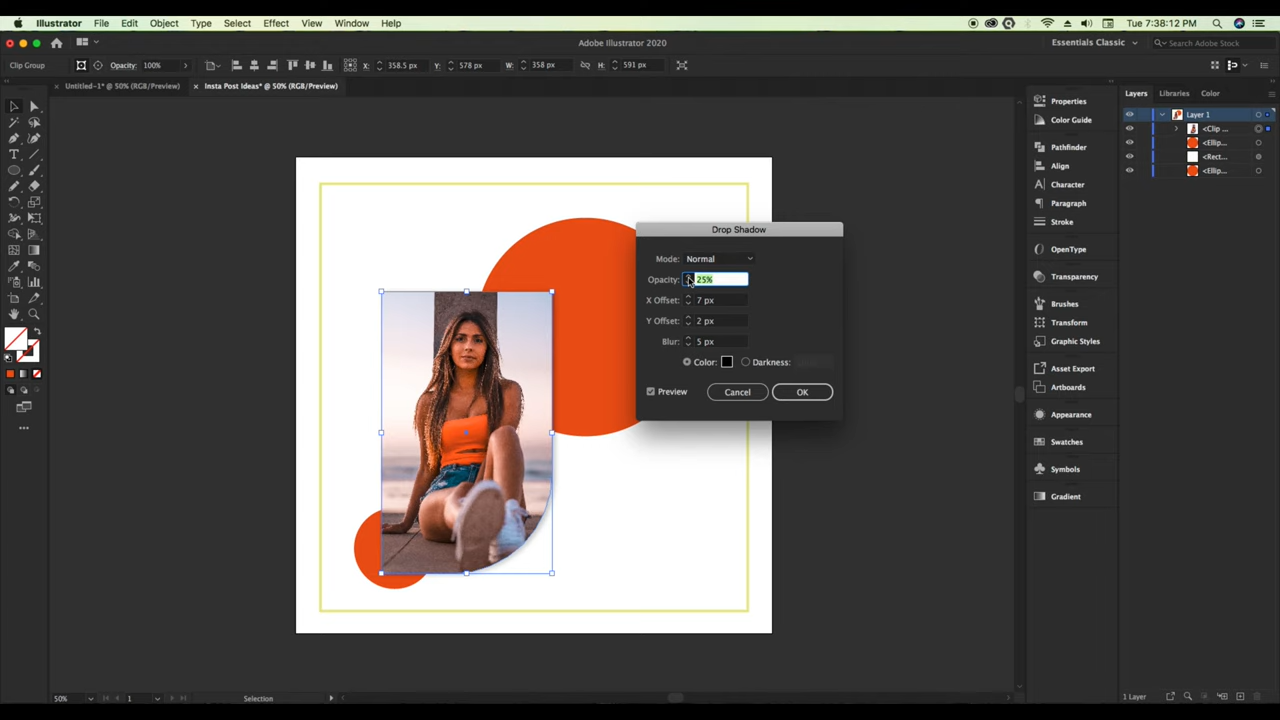 Illustrator File Edit Object Type Select Effect View Window Help Tue 7:38:12 PM
Adobe Illustrator 2020 Essentials Classic Search Adobe Stock
Clip Group Opacity: 100% X: 358.5 px Y: 578 px W: 358 px H: 591 px
Untitled-1* @ 50% (RGB/Preview) Insta Post Ideas* @ 50% (RGB/Preview)
Properties
Color Guide
Pathfinder
Align
Character
Paragraph
Stroke
OpenType
Transparency
Brushes
Transform
Graphic Styles
Asset Export
Artboards
Appearance
Swatches
Symbols
Gradient
Layers Libraries Color
Layer 1
<Clip ...
<Ellip...
<Rect...
<Ellip...
Drop Shadow
Mode: Normal
Opacity: 25%
X Offset: 7 px
Y Offset: 2 px
Blur: 5 px
Color: Darkness:
Preview Cancel OK
50% 1 Selection
1 Layer